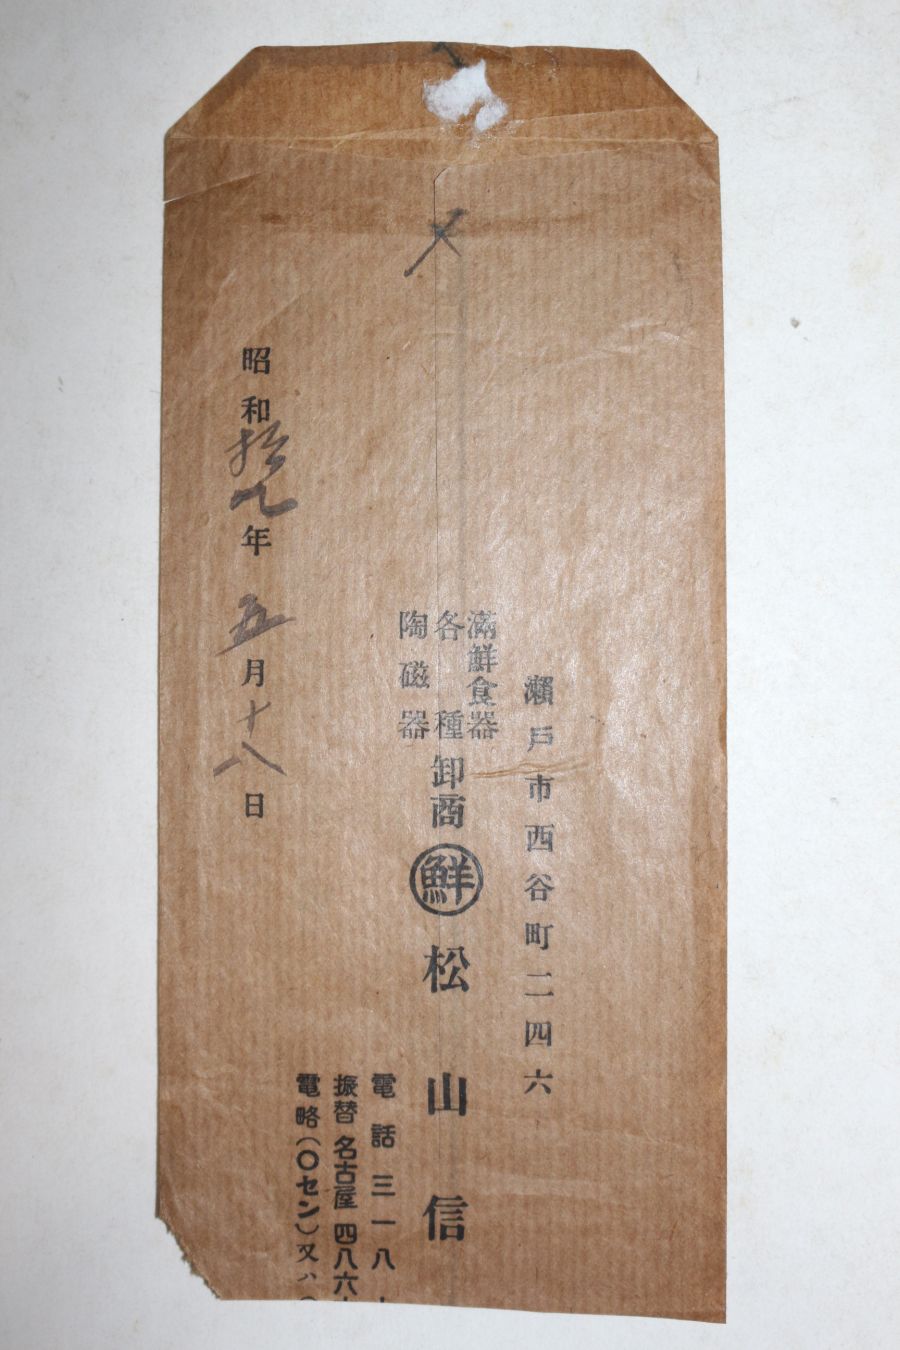 瀬戸市西谷町二四六
満鮮食器
各種
陶磁器
卸商
鮮 松山信
電話三一八
振替名古屋四八六
電略(〇セン)又ハ
昭和拾九年五月十八日